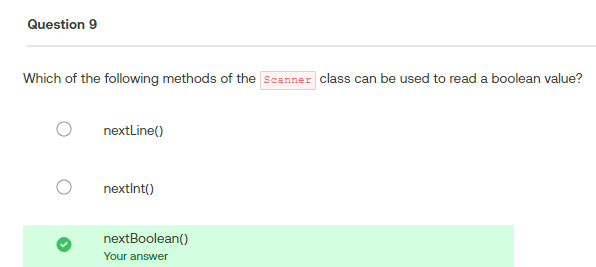 Question 9
Which of the following methods of the Scanner class can be used to read a boolean value?
nextLine()
nextInt()
nextBoolean()
Your answer